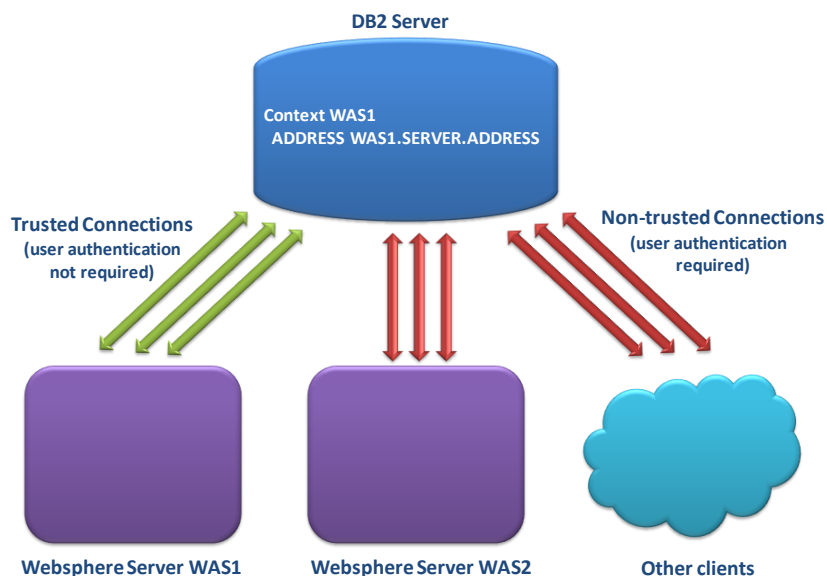 DB2 Server
Context WAS1
ADDRESS WAS1.SERVER.ADDRESS
Trusted Connections
(user authentication
not required)
Non-trusted Connections
(user authentication
required)
Websphere Server WAS1
Websphere Server WAS2
Other clients